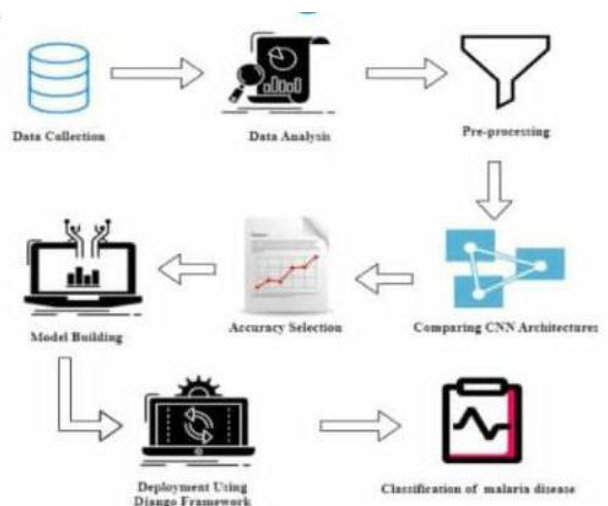 Data Collection
Data Analysis
Pre-processing
Comparing CNN Architectures
Accuracy Selection
Model Building
Deployment Using
Django Framework
Classification of malaria disease